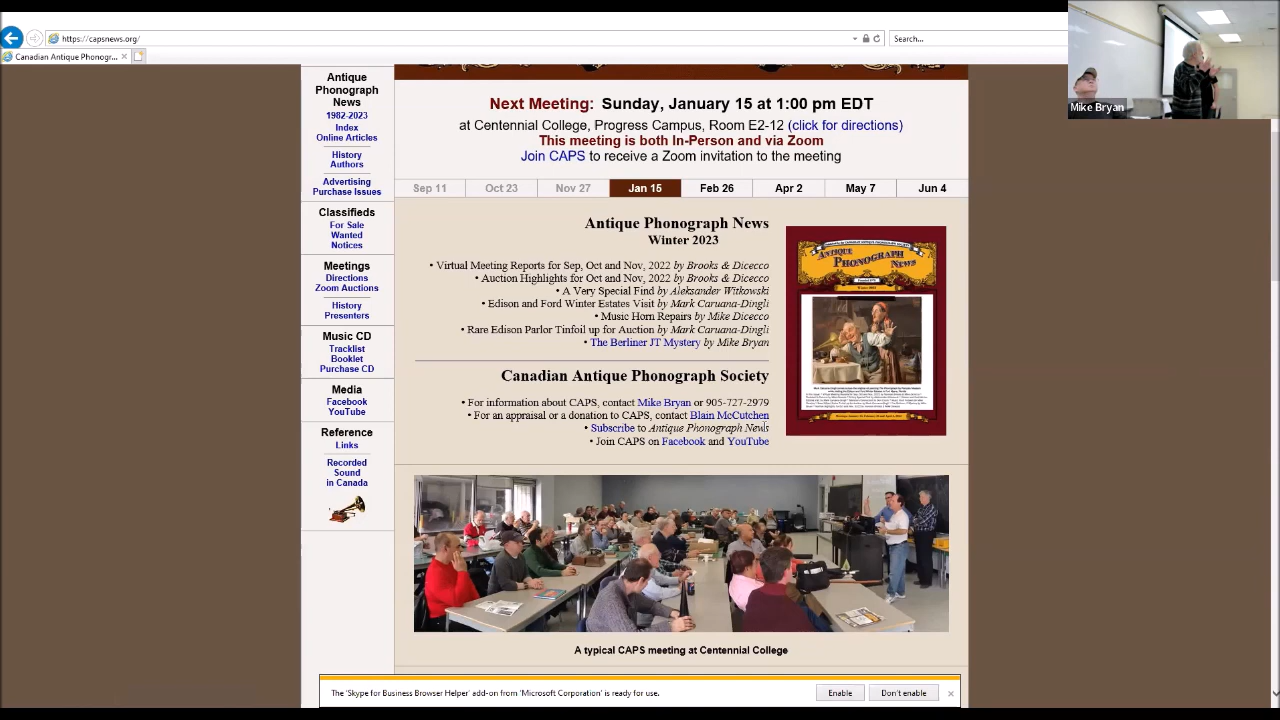 https://capsnews.org/
Search...
Canadian Antique Phonogr...
Mike Bryan
Antique
Phonograph
News
1982-2023
Index
Online Articles
History
Authors
Advertising
Purchase Issues
Classifieds
For Sale
Wanted
Notices
Meetings
Directions
Zoom Auctions
History
Presenters
Music CD
Tracklist
Booklet
Purchase CD
Media
Facebook
YouTube
Reference
Links
Recorded
Sound
in Canada
Next Meeting: Sunday, January 15 at 1:00 pm EDT
at Centennial College, Progress Campus, Room E2-12 (click for directions)
This meeting is both In-Person and via Zoom
Join CAPS to receive a Zoom invitation to the meeting
Sep 11 Oct 23 Nov 27 Jan 15 Feb 26 Apr 2 May 7 Jun 4
Antique Phonograph News
Winter 2023
• Virtual Meeting Reports for Sep, Oct and Nov, 2022 by Brooks & Dicecco
• Auction Highlights for Oct and Nov, 2022 by Brooks & Dicecco
• A Very Special Find by Alekxander Witkowski
• Edison and Ford Winter Estates Visit by Mark Caruana-Dingli
• Music Horn Repairs by Mike Dicecco
• Rare Edison Parlor Tinfoil up for Auction by Mark Caruana-Dingli
• The Berliner JT Mystery by Mike Bryan
Antique
Phonograph
News
Canadian Antique Phonograph Society
• For information about CAPS, contact Mike Bryan or 905-727-2979
• For an appraisal or a donation to CAPS, contact Blain McCutchen
• Subscribe to Antique Phonograph News
• Join CAPS on Facebook and YouTube
A typical CAPS meeting at Centennial College
The 'Skype for Business Browser Helper' add-on from 'Microsoft Corporation' is ready for use.
Enable
Don't enable